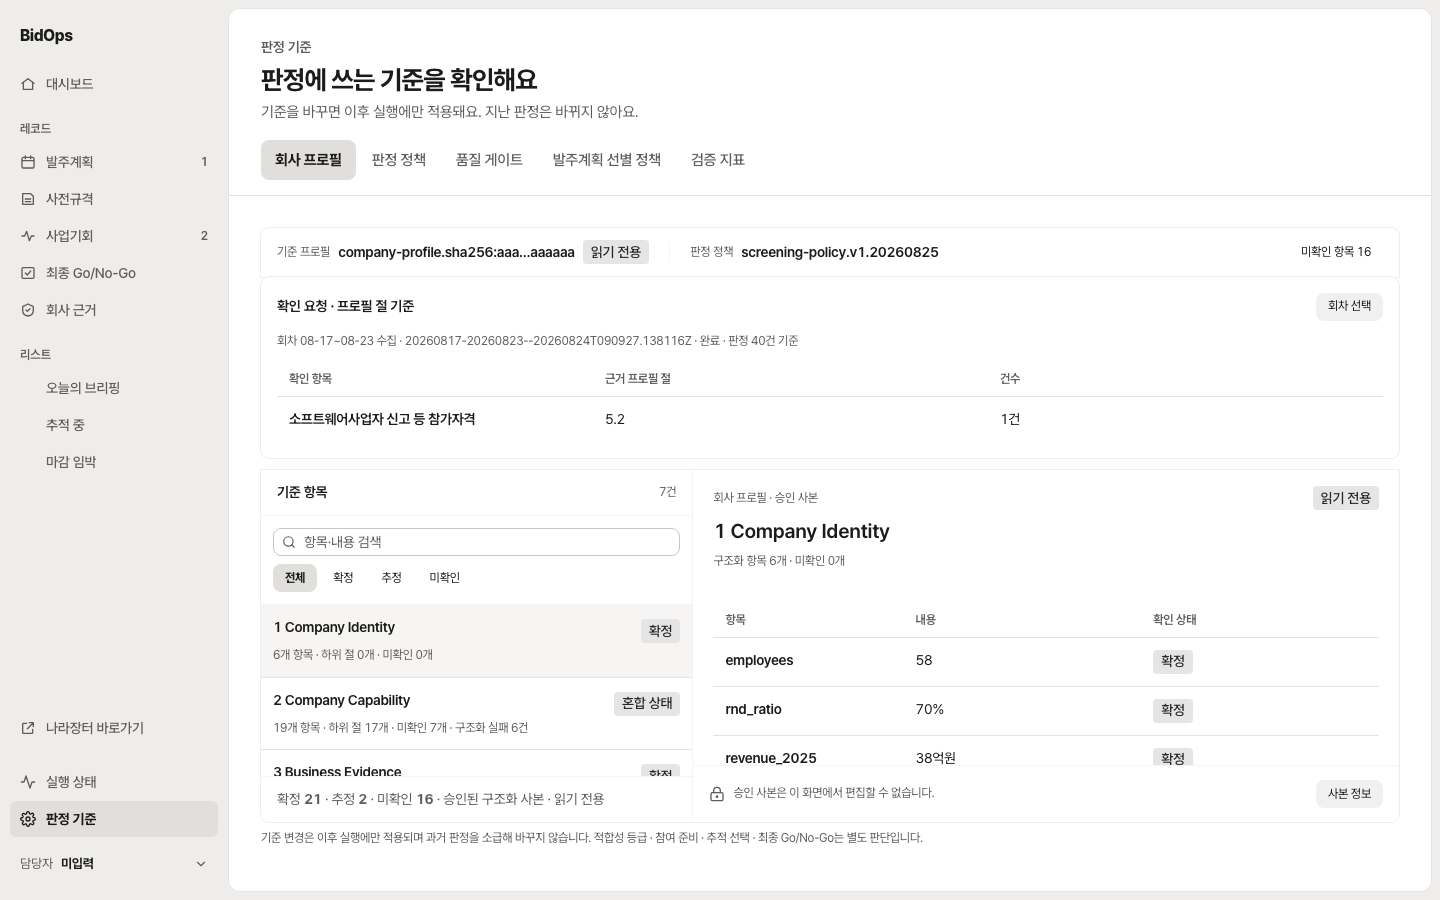 BidOps
대시보드
레코드
발주계획 1
사전규격
사업기회 2
최종 Go/No-Go
회사 근거
리스트
오늘의 브리핑
추적 중
마감 임박
나라장터 바로가기
실행 상태
판정 기준
담당자 미입력
판정 기준
판정에 쓰는 기준을 확인해요
기준을 바꾸면 이후 실행에만 적용돼요. 지난 판정은 바뀌지 않아요.
회사 프로필 판정 정책 품질 게이트 발주계획 선별 정책 검증 지표
기준 프로필 company-profile.sha256:aaa...aaaaaa 읽기 전용 판정 정책 screening-policy.v1.20260825 미확인 항목 16
확인 요청 · 프로필 절 기준 회차 선택
회차 08-17~08-23 수집 · 20260817-20260823--20260824T090927.138116Z · 완료 · 판정 40건 기준
확인 항목 근거 프로필 절 건수
소프트웨어사업자 신고 등 참가자격 5.2 1건
기준 항목 7건
항목·내용 검색
전체 확정 추정 미확인
1 Company Identity 확정
6개 항목 · 하위 절 0개 · 미확인 0개
2 Company Capability 혼합 상태
19개 항목 · 하위 절 17개 · 미확인 7개 · 구조화 실패 6건
3 Business Evidence 확정
확정 21 · 추정 2 · 미확인 16 · 승인된 구조화 사본 · 읽기 전용
회사 프로필 · 승인 사본 읽기 전용
1 Company Identity
구조화 항목 6개 · 미확인 0개
항목 내용 확인 상태
employees 58 확정
rnd_ratio 70% 확정
revenue_2025 38억원 확정
승인 사본은 이 화면에서 편집할 수 없습니다. 사본 정보
기준 변경은 이후 실행에만 적용되며 과거 판정을 소급해 바꾸지 않습니다. 적합성 등급 · 참여 준비 · 추적 선택 · 최종 Go/No-Go는 별도 판단입니다.